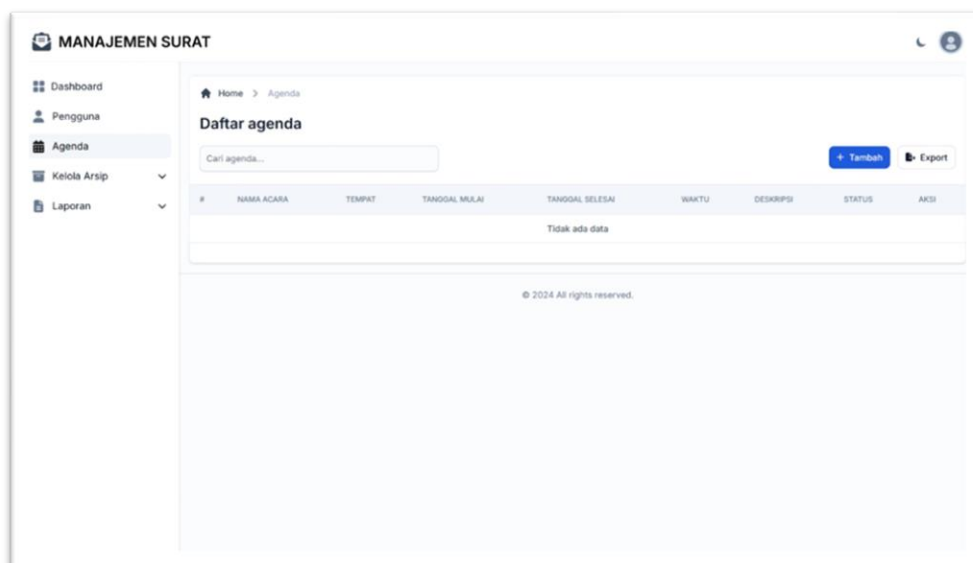 MANAJEMEN SURAT
Dashboard
Pengguna
Agenda
Kelola Arsip
Laporan
Home > Agenda
Daftar agenda
Cari agenda...
+ Tambah
Export
# NAMA ACARA TEMPAT TANGGAL MULAI TANGGAL SELESAI WAKTU DESKRIPSI STATUS AKSI
Tidak ada data
© 2024 All rights reserved.